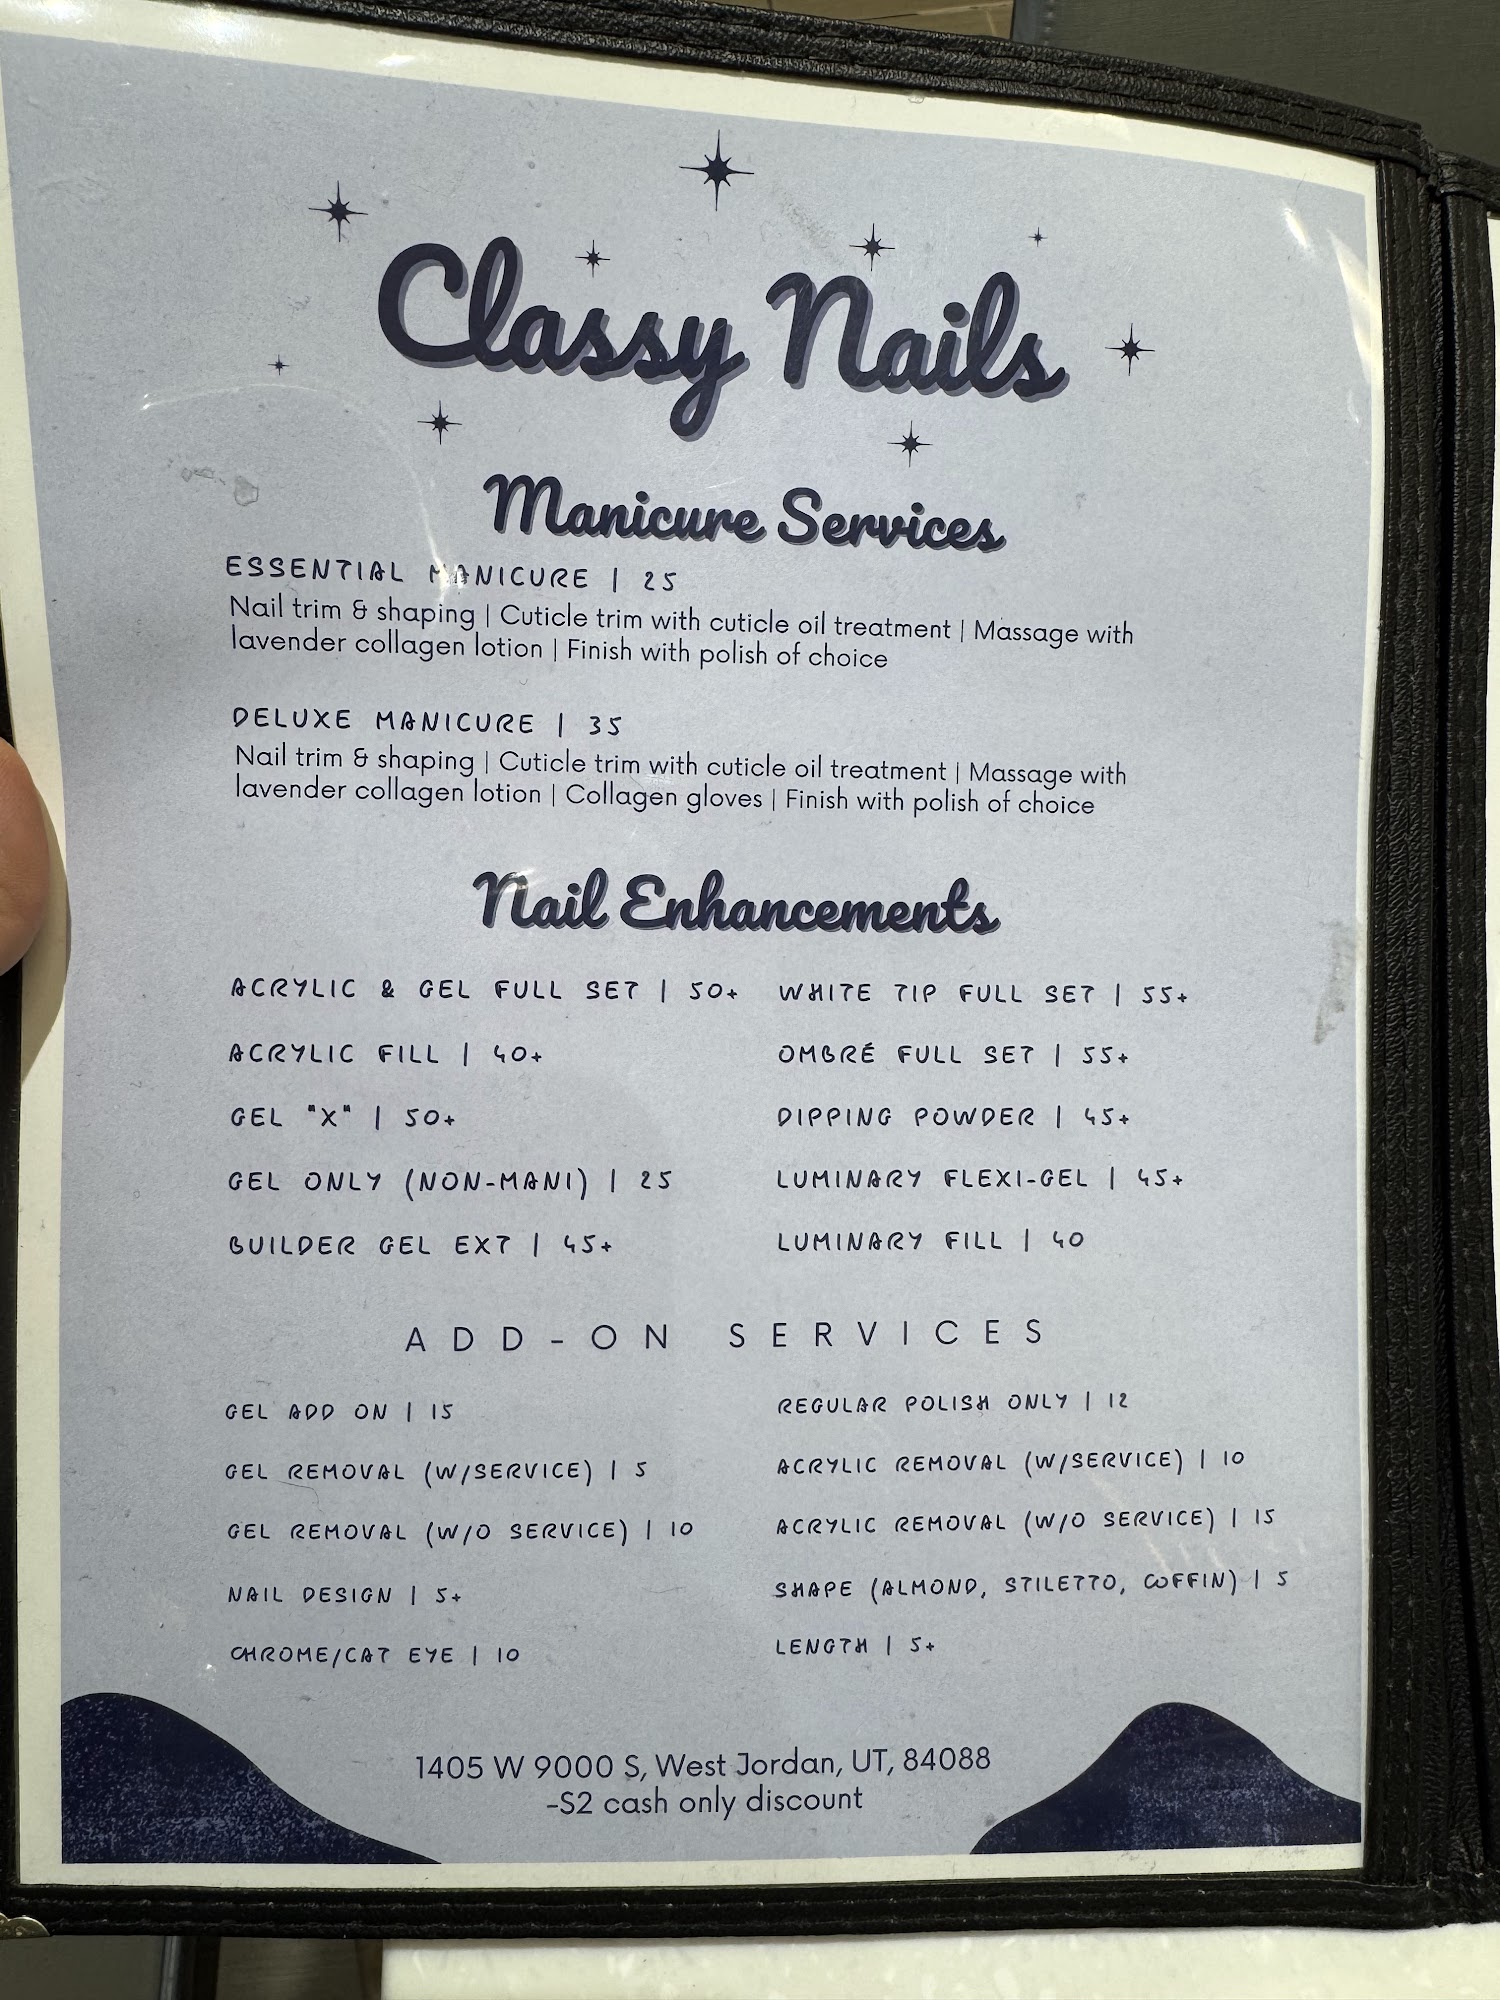 Classy Nails
Manicure Services
ESSENTIAL MANICURE | 25
Nail trim & shaping | Cuticle trim with cuticle oil treatment | Massage with
lavender collagen lotion | Finish with polish of choice
DELUXE MANICURE | 35
Nail trim & shaping | Cuticle trim with cuticle oil treatment | Massage with
lavender collagen lotion | Collagen gloves | Finish with polish of choice
Nail Enhancements
ACRYLIC & GEL FULL SET | 50+
ACRYLIC FILL | 40+
GEL "X" | 50+
GEL ONLY (NON-MANI) | 25
BUILDER GEL EXT | 45+
WHITE TIP FULL SET | 55+
OMBRÉ FULL SET | 55+
DIPPING POWDER | 45+
LUMINARY FLEXI-GEL | 45+
LUMINARY FILL | 40
ADD-ON SERVICES
GEL ADD ON | 15
GEL REMOVAL (W/SERVICE) | 5
GEL REMOVAL (W/O SERVICE) | 10
NAIL DESIGN | 5+
CHROME/CAT EYE | 10
REGULAR POLISH ONLY | 12
ACRYLIC REMOVAL (W/SERVICE) | 10
ACRYLIC REMOVAL (W/O SERVICE) | 15
SHAPE (ALMOND, STILETTO, COFFIN) | 5
LENGTH | 5+
1405 W 9000 S, West Jordan, UT, 84088
-S2 cash only discount